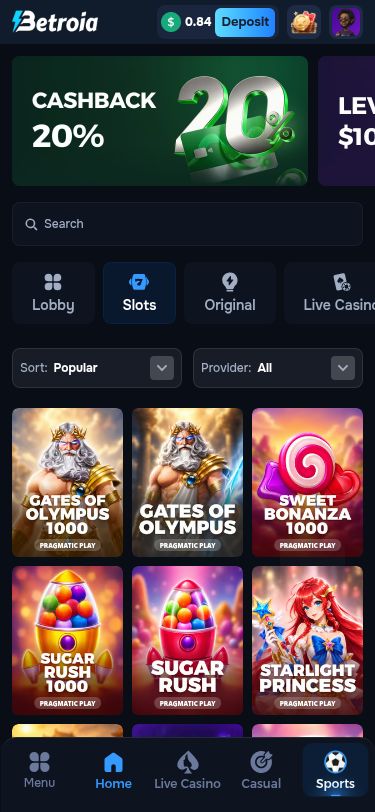 Betroia
$ 0.84 Deposit
CASHBACK
20%
20%
LEV
$10
Search
Lobby
Slots
Original
Live Casino
Sort: Popular
Provider: All
GATES OF
OLYMPUS
1000
PRAGMATIC PLAY
GATES OF
OLYMPUS
PRAGMATIC PLAY
SWEET
BONANZA
1000
PRAGMATIC PLAY
SUGAR
RUSH
1000
PRAGMATIC PLAY
SUGAR
RUSH
PRAGMATIC PLAY
STARLIGHT
PRINCESS
PRAGMATIC PLAY
Menu
Home
Live Casino
Casual
Sports